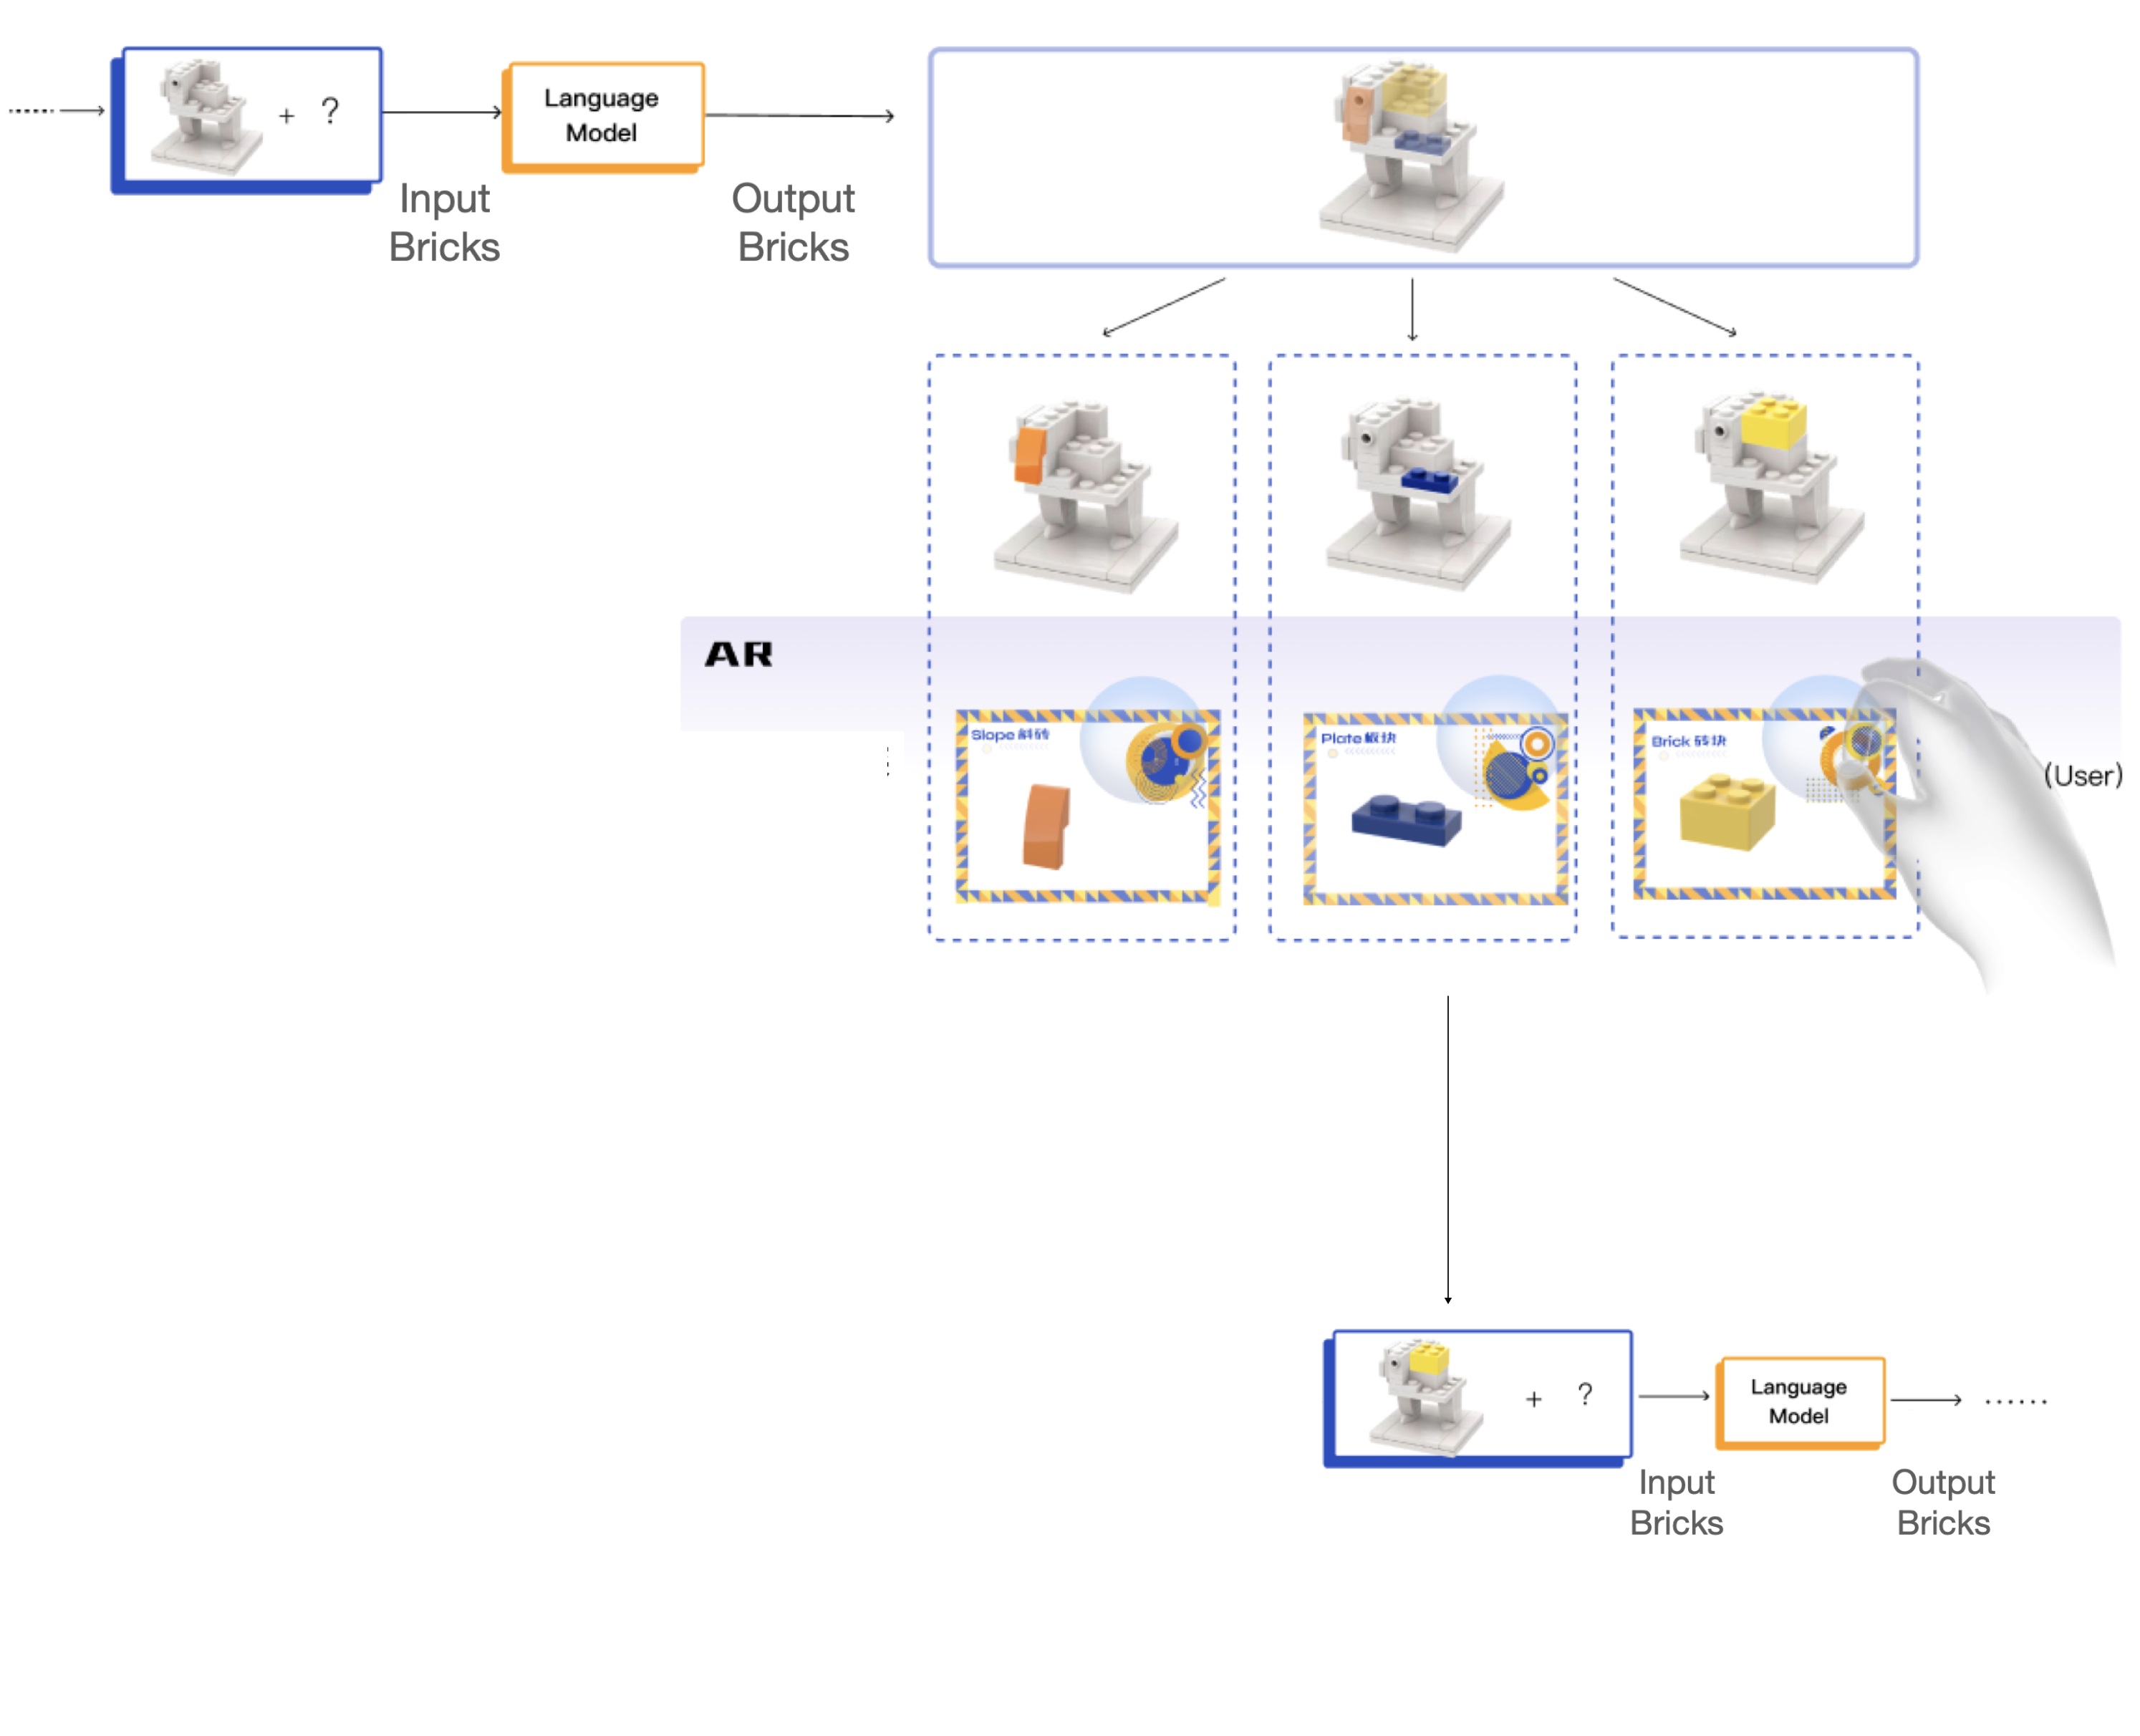 + ?
Language
Model
Input
Bricks
Output
Bricks
AR
Slope 斜砖
Plate 板块
Brick 砖块
(User)
+ ?
Language
Model
......
Input
Bricks
Output
Bricks